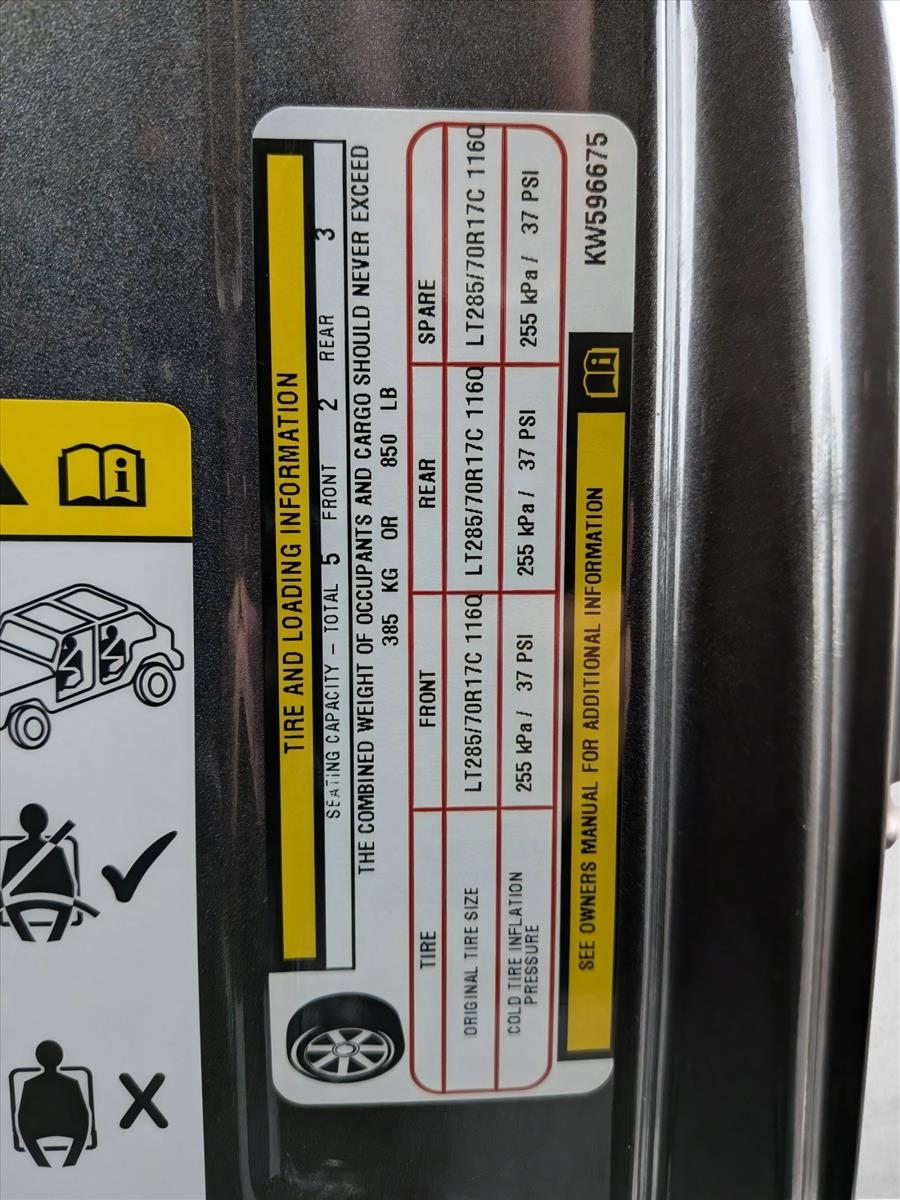 TIRE AND LOADING INFORMATION
SEATING CAPACITY - TOTAL 5 FRONT 2 REAR 3
THE COMBINED WEIGHT OF OCCUPANTS AND CARGO SHOULD NEVER EXCEED
385 KG OR 850 LB
TIRE FRONT REAR SPARE
ORIGINAL TIRE SIZE LT285/70R17C 116Q LT285/70R17C 116Q LT285/70R17C 116Q
COLD TIRE INFLATION PRESSURE 255 kPa / 37 PSI 255 kPa / 37 PSI 255 kPa / 37 PSI
SEE OWNERS MANUAL FOR ADDITIONAL INFORMATION
KW596675